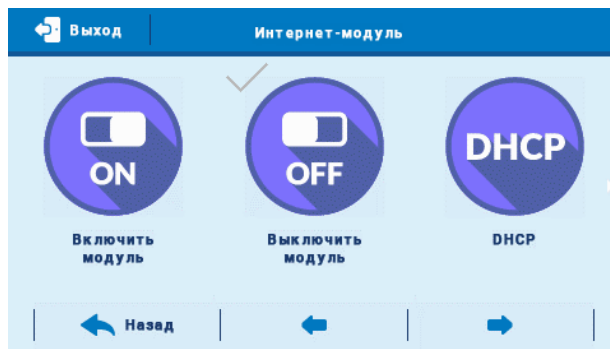 Выход
Интернет-модуль
ON
OFF
DHCP
Включить
модуль
Выключить
модуль
DHCP
Назад